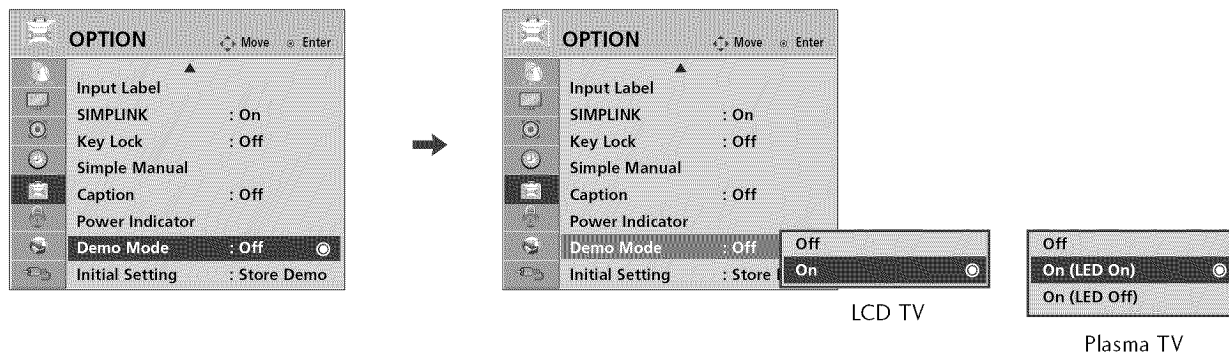 OPTION Move Enter
Input Label
SIMPLINK : On
Key Lock : Off
Simple Manual
Caption : Off
Power Indicator
Demo Mode : Off
Initial Setting : Store Demo
OPTION Move Enter
Input Label
SIMPLINK : On
Key Lock : Off
Simple Manual
Caption : Off
Power Indicator
Demo Mode : Off
Initial Setting : Store
Off
On
LCD TV
Off
On (LED On)
On (LED Off)
Plasma TV